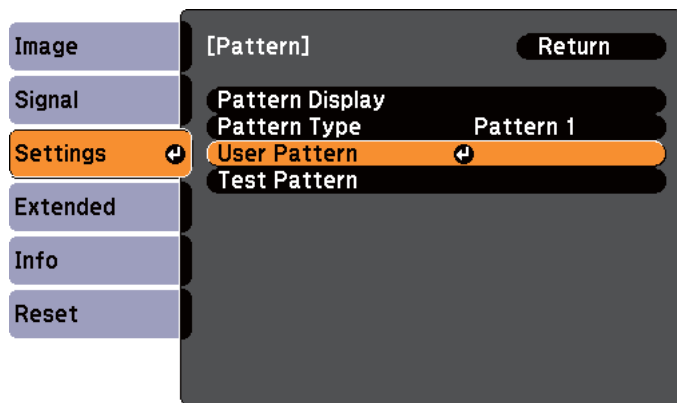 Image
Signal
Settings
Extended
Info
Reset
[Pattern] Return
Pattern Display
Pattern Type Pattern 1
User Pattern
Test Pattern